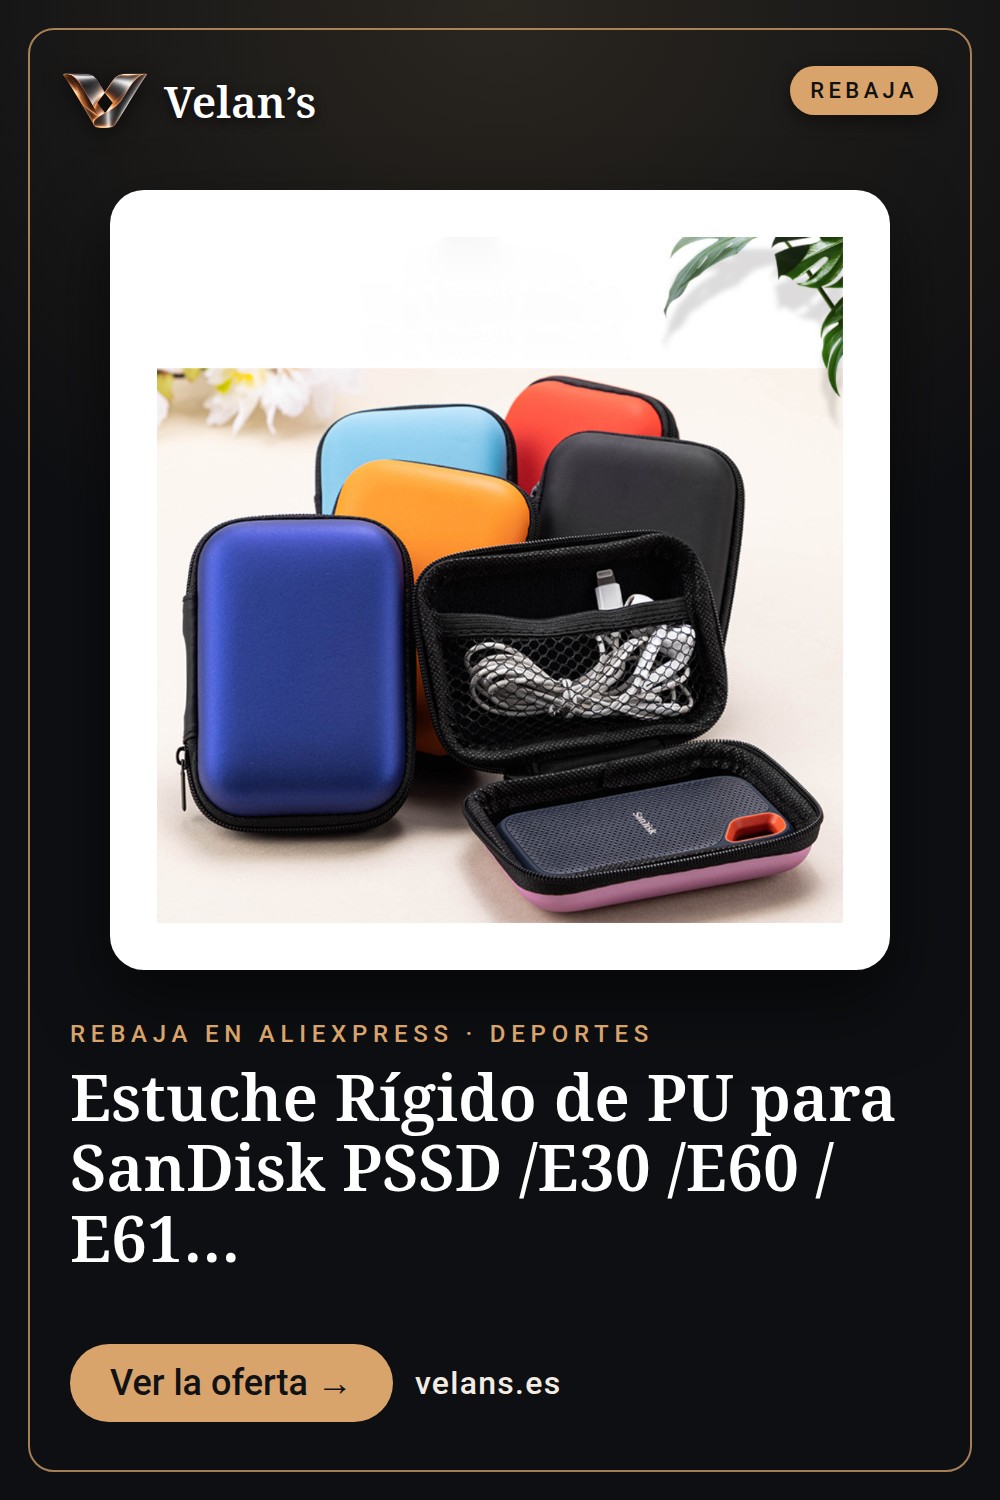 Velan’s
REBAJA
SanDisk
REBAJA EN ALIEXPRESS · DEPORTES
Estuche Rígido de PU para
SanDisk PSSD /E30 /E60 /
E61...
Ver la oferta →
velans.es